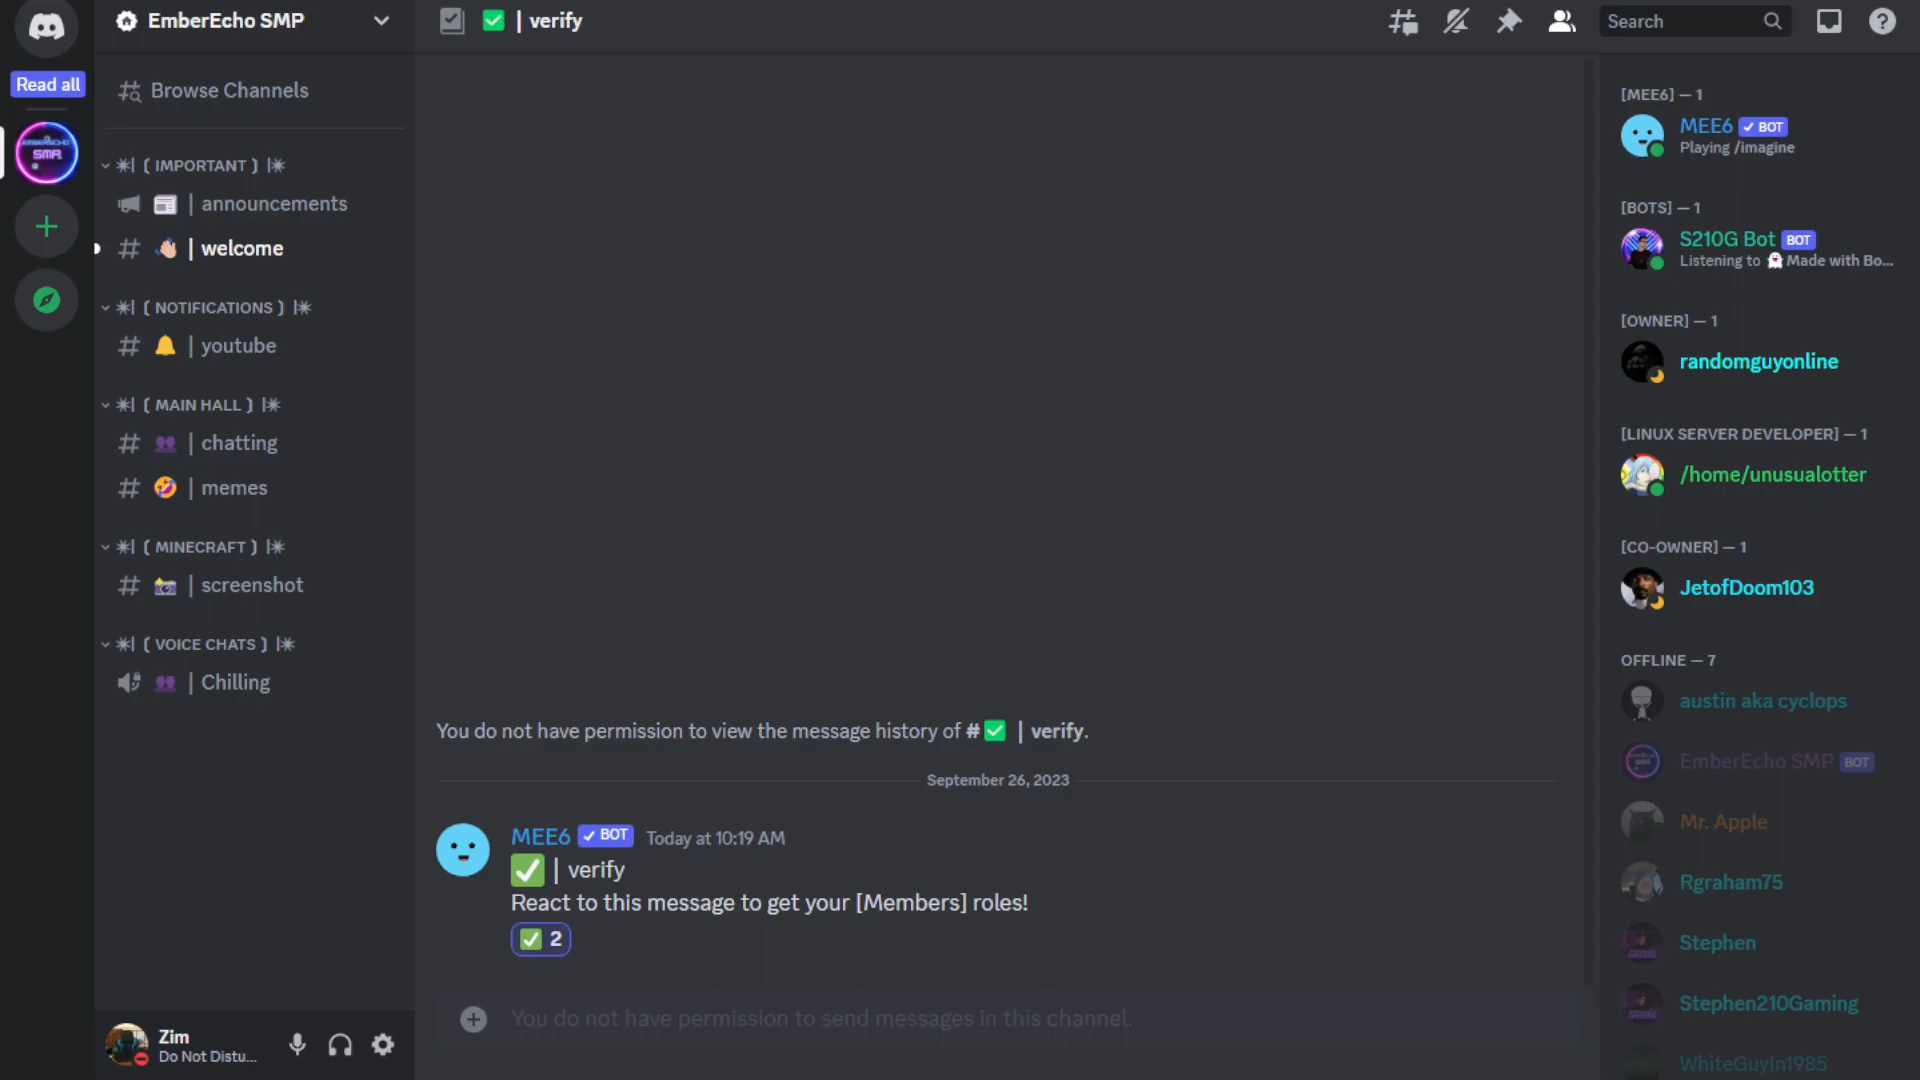 EmberEcho SMP
✅ | verify
Search
Read all
Browse Channels
✳| ❲ IMPORTANT ❳ |✳
📰 | announcements
👋🏻 | welcome
✳| ❲ NOTIFICATIONS ❳ |✳
🔔 | youtube
✳| ❲ MAIN HALL ❳ |✳
👥 | chatting
🤣 | memes
✳| ❲ MINECRAFT ❳ |✳
📸 | screenshot
✳| ❲ VOICE CHATS ❳ |✳
👥 | Chilling
Zim
Do Not Distu...
You do not have permission to view the message history of #✅ | verify.
September 26, 2023
MEE6 ✓ BOT Today at 10:19 AM
✅ | verify
React to this message to get your [Members] roles!
✅ 2
You do not have permission to send messages in this channel.
[MEE6] — 1
MEE6 ✓ BOT
Playing /imagine
[BOTS] — 1
S210G Bot BOT
Listening to 👻 Made with Bo...
[OWNER] — 1
randomguyonline
[LINUX SERVER DEVELOPER] — 1
/home/unusualotter
[CO-OWNER] — 1
JetofDoom103
OFFLINE — 7
austin aka cyclops
EmberEcho SMP BOT
Mr. Apple
Rgraham75
Stephen
Stephen210Gaming
WhiteGuyIn1985